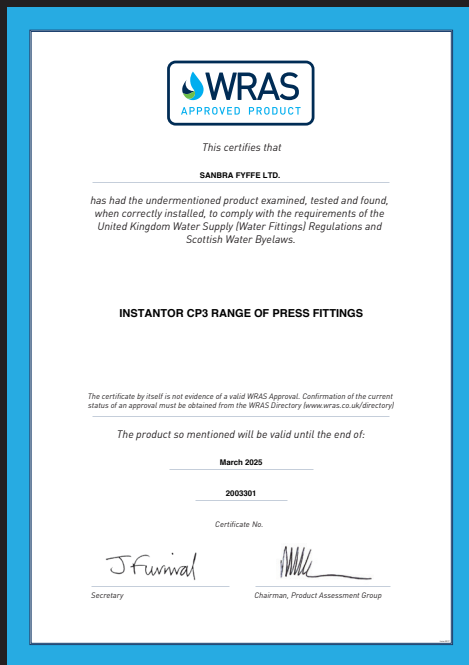 WRAS
APPROVED PRODUCT
This certifies that
SANBRA FYFFE LTD.
has had the undermentioned product examined, tested and found,
when correctly installed, to comply with the requirements of the
United Kingdom Water Supply (Water Fittings) Regulations and
Scottish Water Byelaws.
INSTANTOR CP3 RANGE OF PRESS FITTINGS
The certificate by itself is not evidence of a valid WRAS Approval. Confirmation of the current
status of an approval must be obtained from the WRAS Directory (www.wras.co.uk/directory)
The product so mentioned will be valid until the end of:
March 2025
2003301
Certificate No.
J Furnival
Secretary
Chairman, Product Assessment Group